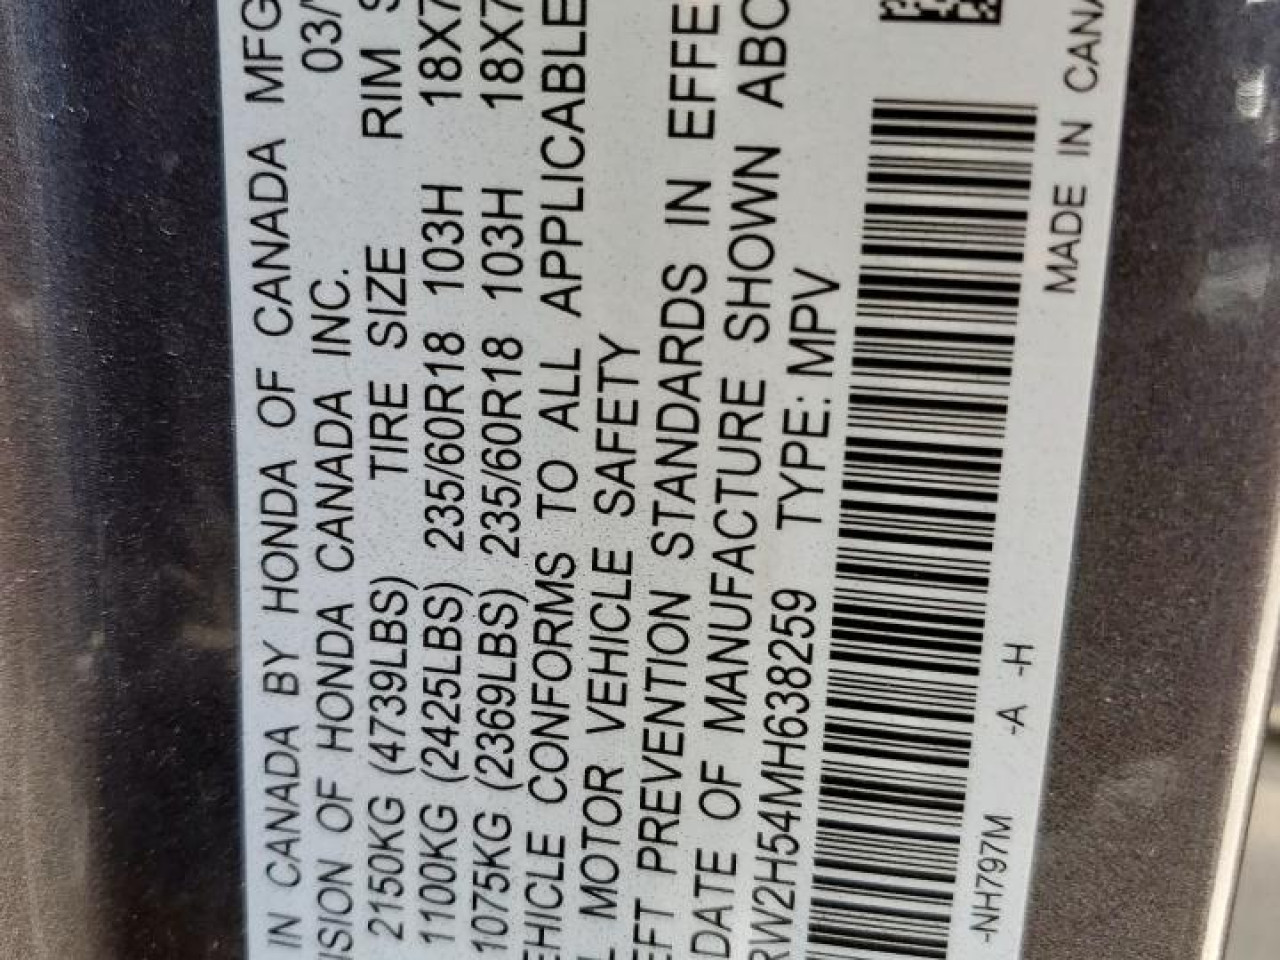 IN CANADA BY HONDA OF CANADA MFG
ISION OF HONDA CANADA INC. 03/
2150KG (4739LBS) TIRE SIZE RIM S
1100KG (2425LBS) 235/60R18 103H 18X7
1075KG (2369LBS) 235/60R18 103H 18X7
EHICLE CONFORMS TO ALL APPLICABLE
L MOTOR VEHICLE SAFETY
EFT PREVENTION STANDARDS IN EFFE
DATE OF MANUFACTURE SHOWN ABO
RW2H54MH638259 TYPE: MPV
-NH797M -A -H MADE IN CANA